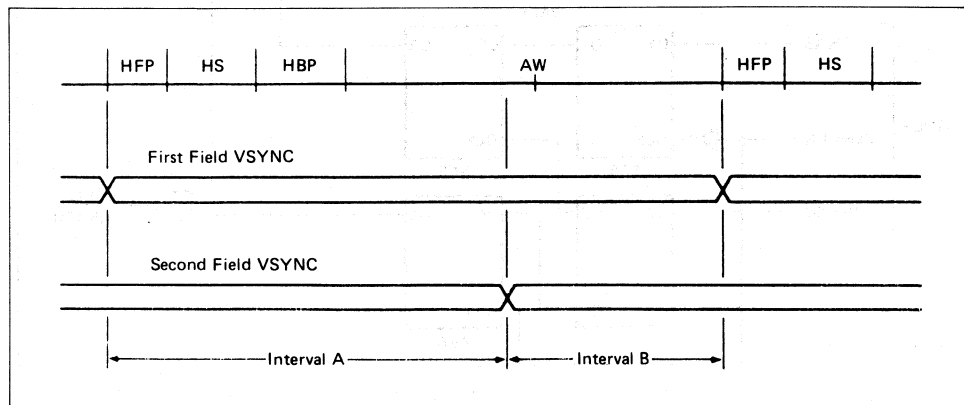 HFP HS HBP AW HFP HS
First Field VSYNC
Second Field VSYNC
Interval A Interval B